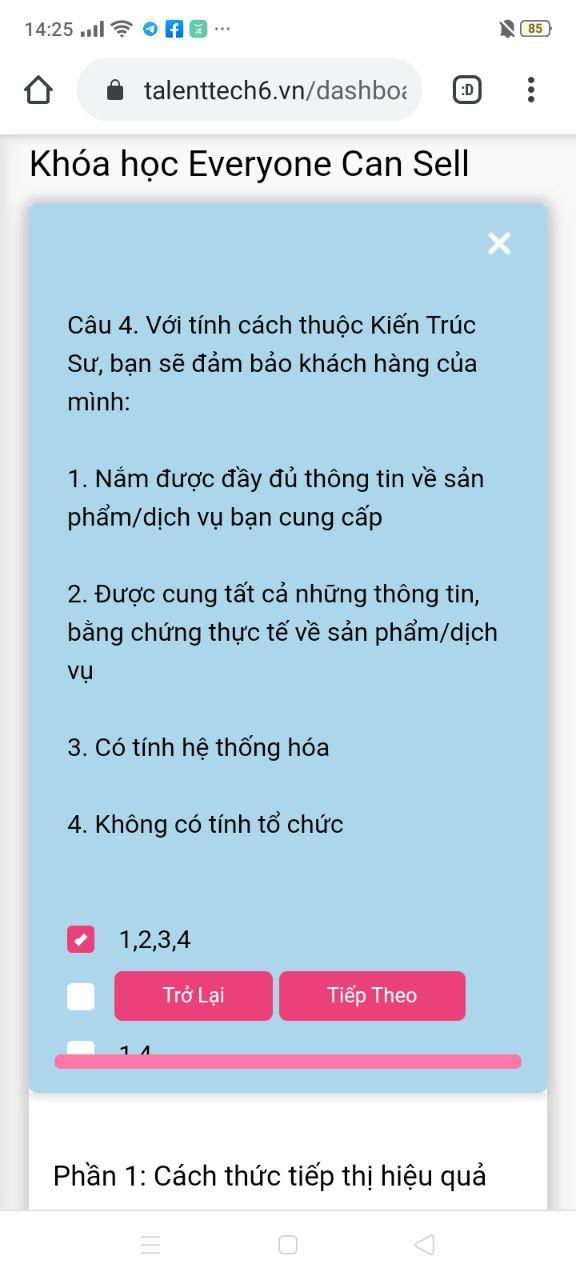 14:25
85
talenttech6.vn/dashboa
:D
Khóa học Everyone Can Sell
Câu 4. Với tính cách thuộc Kiến Trúc
Sư, bạn sẽ đảm bảo khách hàng của
mình:
1. Nắm được đầy đủ thông tin về sản
phẩm/dịch vụ bạn cung cấp
2. Được cung tất cả những thông tin,
bằng chứng thực tế về sản phẩm/dịch
vụ
3. Có tính hệ thống hóa
4. Không có tính tổ chức
1,2,3,4
Trở Lại
Tiếp Theo
1,4
Phần 1: Cách thức tiếp thị hiệu quả